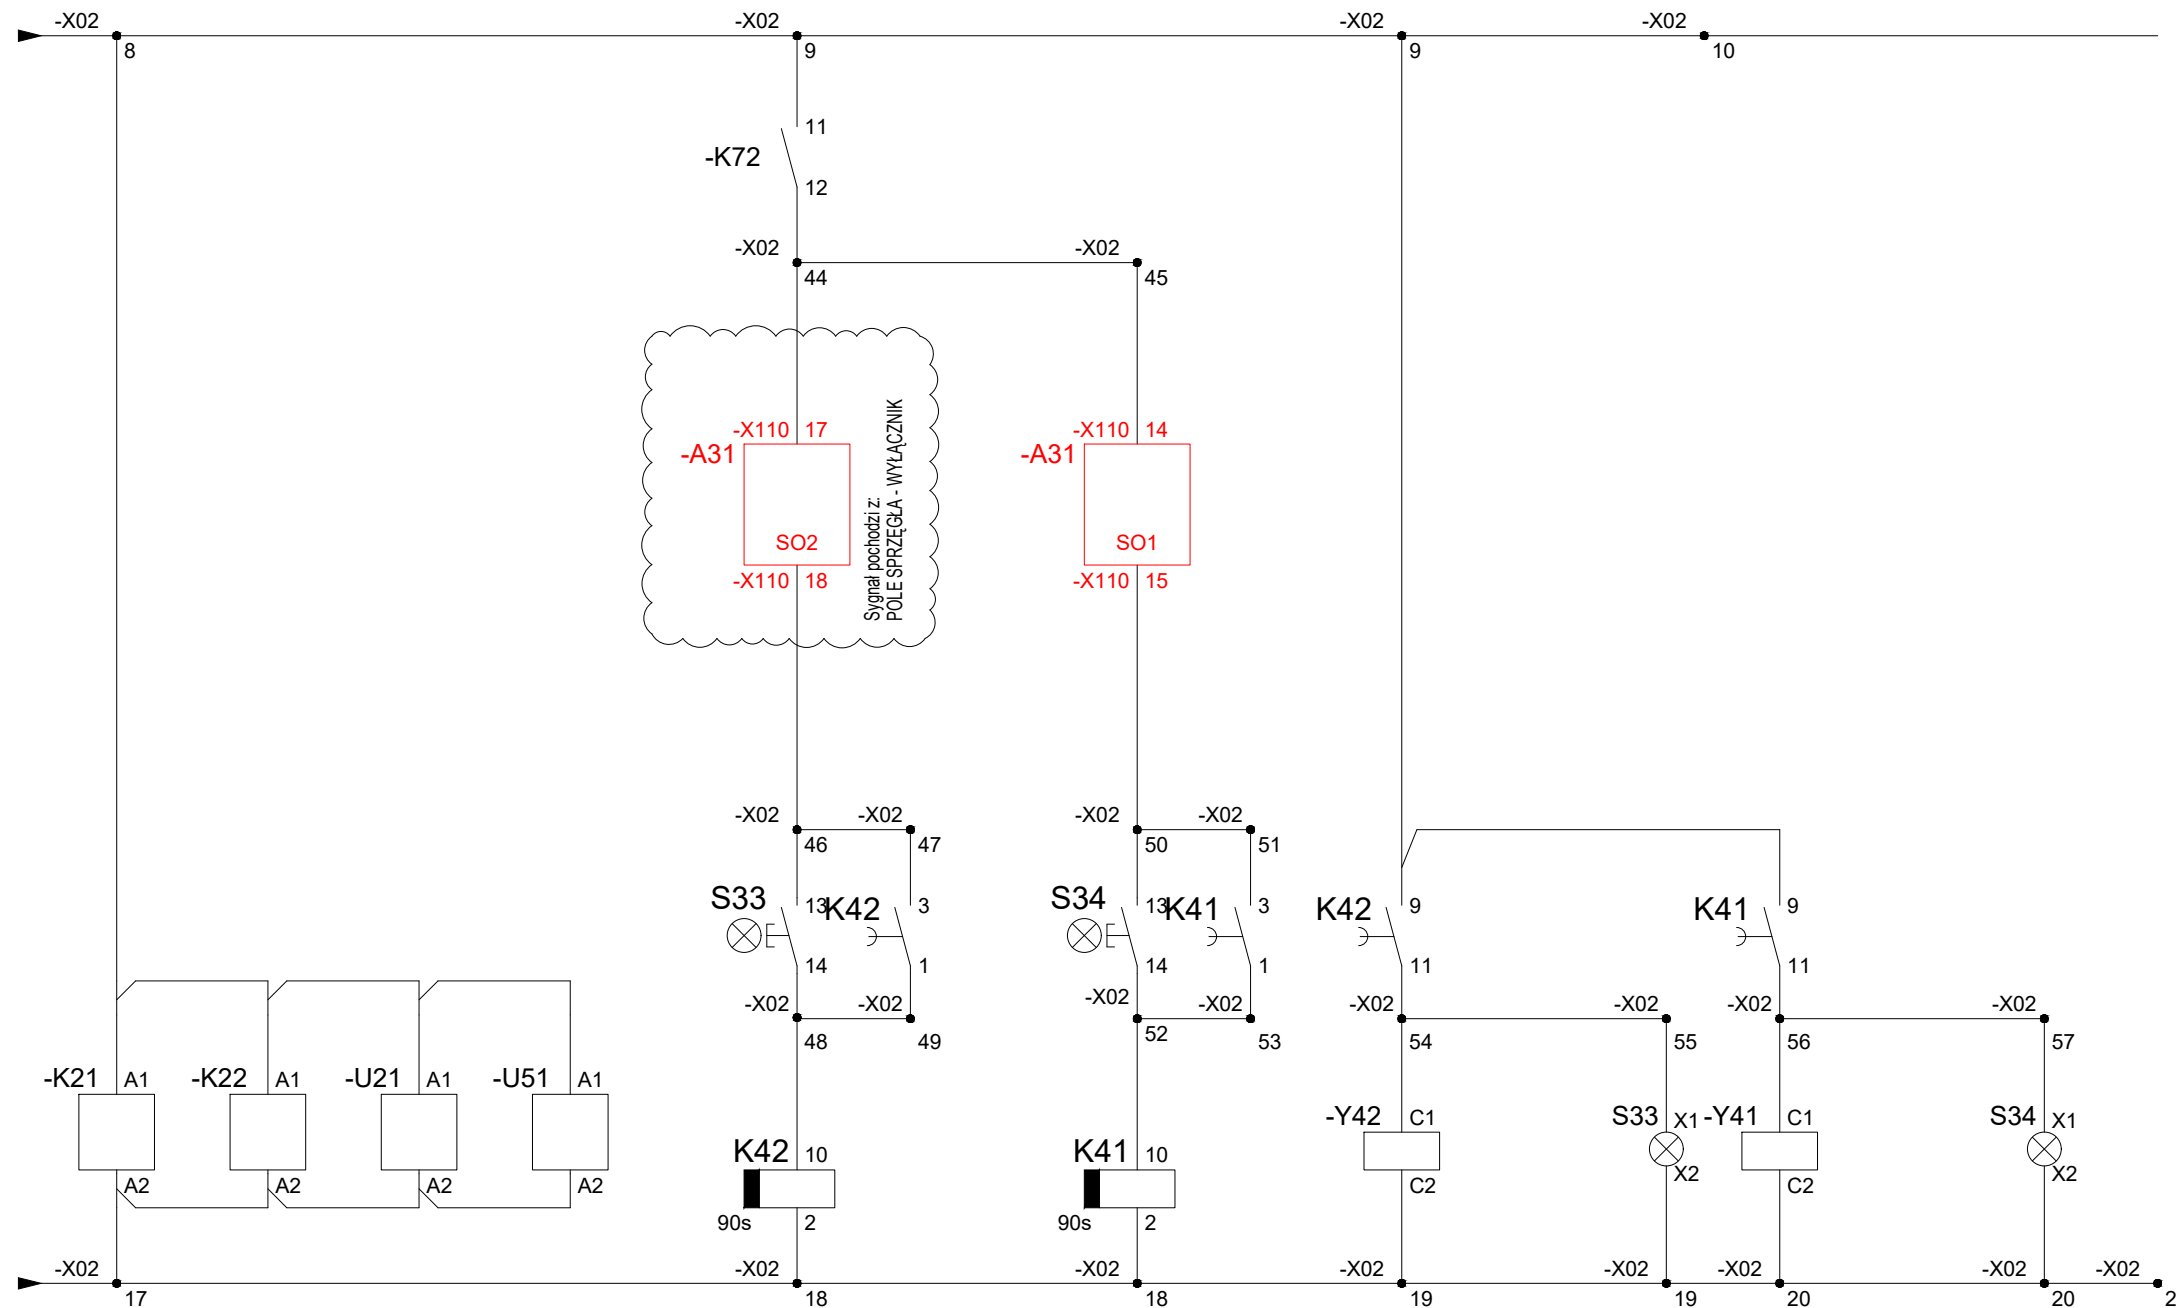 -X02 -X02 -X02 -X02
8 9 9 10
11
-K72
12
-X02 -X02
44 45
-X110 17 -X110 14
-A31 -A31
Sygnał pochodzi z:
POLE SPRZĘGŁA - WYŁĄCZNIK
SO2 SO1
-X110 18 -X110 15
-X02 -X02 -X02 -X02
46 47 50 51
S33 13 K42 3 S34 13 K41 3 K42 9 K41 9
14 1 14 1 11 11
-X02 -X02 -X02 -X02 -X02 -X02 -X02 -X02
48 49 52 53 54 55 56 57
-K21 A1 -K22 A1 -U21 A1 -U51 A1
-Y42 C1 S33 X1 -Y41 C1 S34 X1
K42 10 K41 10
A2 A2 A2 A2 C2 X2 C2 X2
90s 2 90s 2
-X02 -X02 -X02 -X02 -X02 -X02 -X02 -X02
17 18 18 19 19 20 20 2